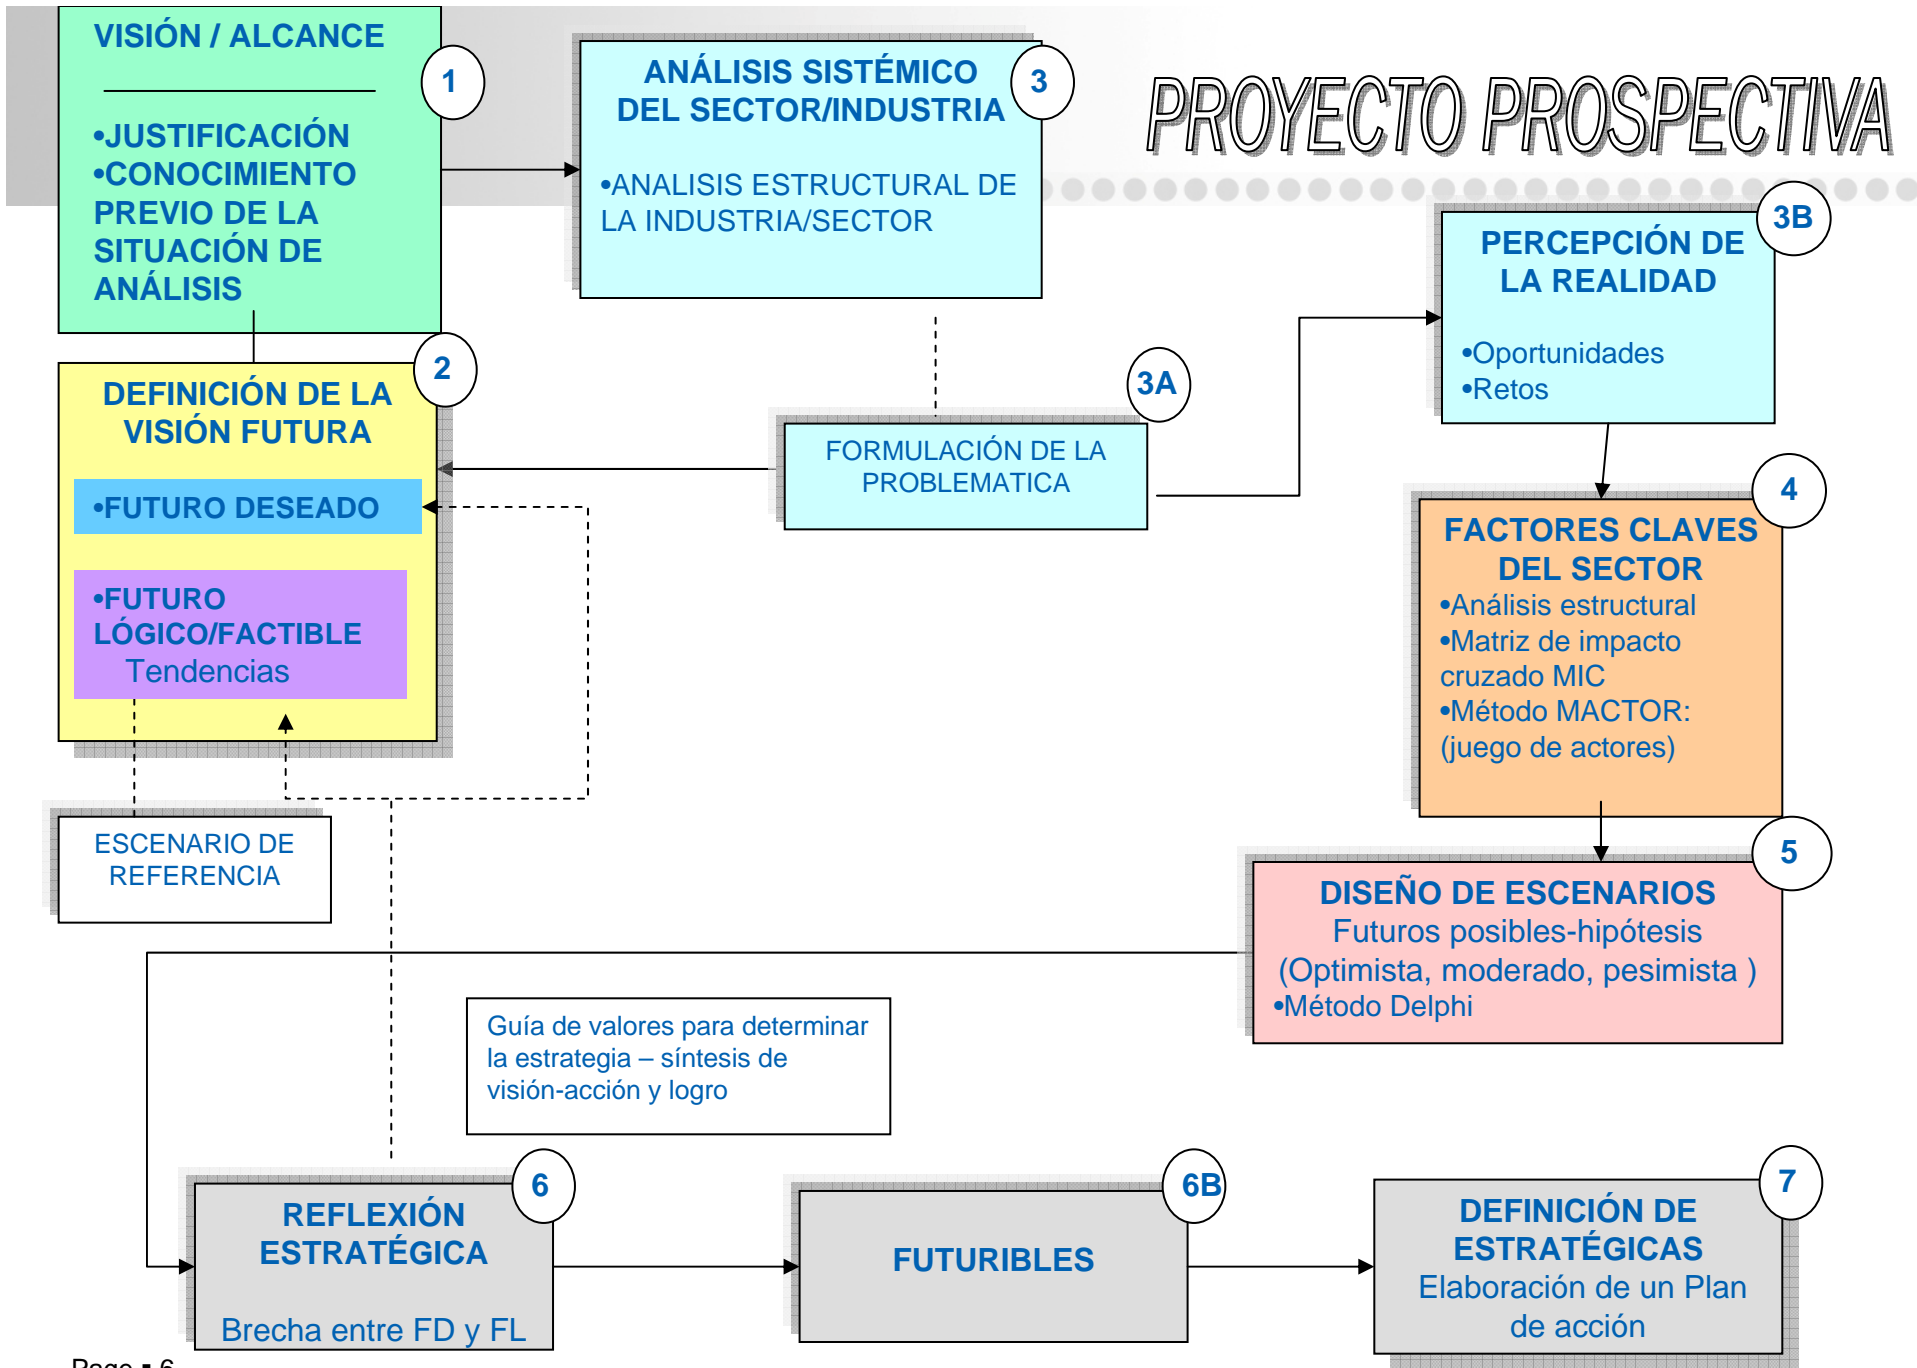 VISIÓN / ALCANCE
1
•JUSTIFICACIÓN
•CONOCIMIENTO
PREVIO DE LA
SITUACIÓN DE
ANÁLISIS
ANÁLISIS SISTÉMICO
DEL SECTOR/INDUSTRIA
3
•ANALISIS ESTRUCTURAL DE
LA INDUSTRIA/SECTOR
PROYECTO PROSPECTIVA
3B
PERCEPCIÓN DE
LA REALIDAD
•Oportunidades
•Retos
2
DEFINICIÓN DE LA
VISIÓN FUTURA
•FUTURO DESEADO
•FUTURO
LÓGICO/FACTIBLE
Tendencias
3A
FORMULACIÓN DE LA
PROBLEMATICA
4
FACTORES CLAVES
DEL SECTOR
•Análisis estructural
•Matriz de impacto
cruzado MIC
•Método MACTOR:
(juego de actores)
ESCENARIO DE
REFERENCIA
5
DISEÑO DE ESCENARIOS
Futuros posibles-hipótesis
(Optimista, moderado, pesimista )
•Método Delphi
Guía de valores para determinar
la estrategia – síntesis de
visión-acción y logro
6
REFLEXIÓN
ESTRATÉGICA
Brecha entre FD y FL
6B
FUTURIBLES
7
DEFINICIÓN DE
ESTRATÉGICAS
Elaboración de un Plan
de acción
Page ▪ 6